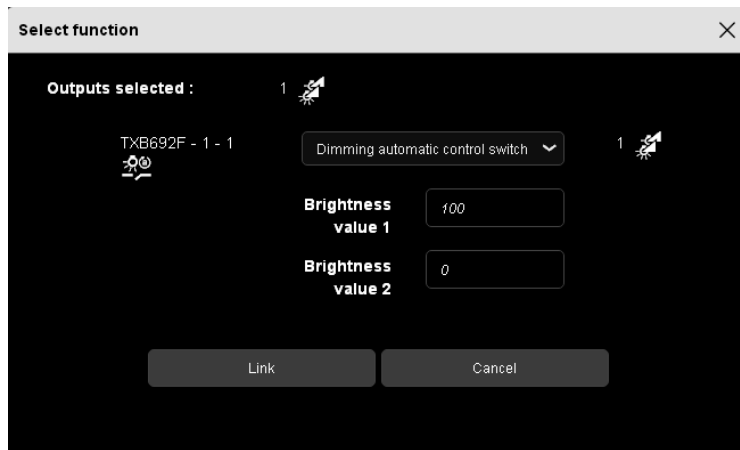 Select function
Outputs selected :
1
TXB692F - 1 - 1
Dimming automatic control switch
1
Brightness
value 1
100
Brightness
value 2
0
Link
Cancel